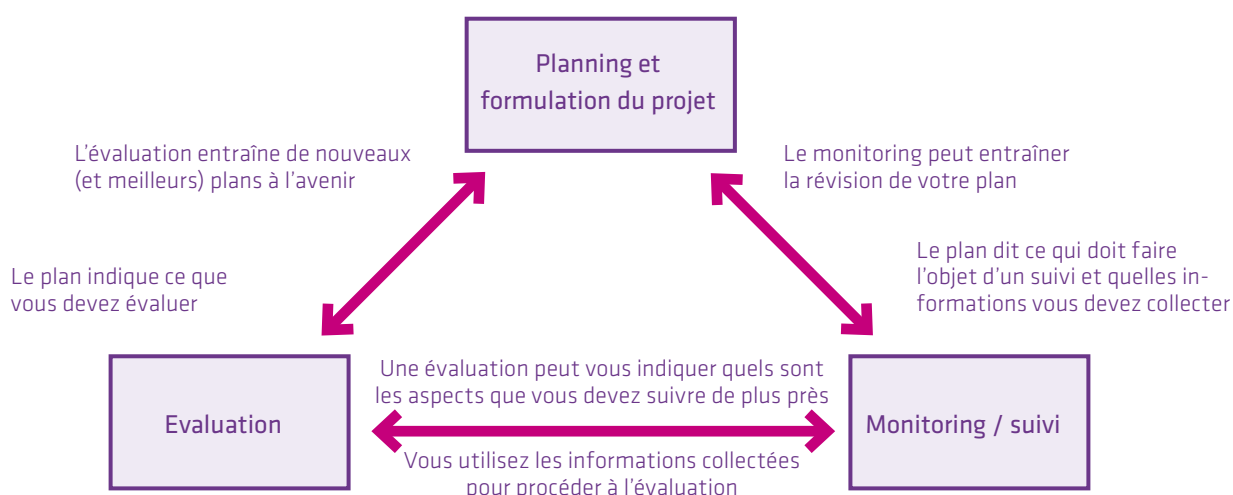 Planning et
formulation du projet
L'évaluation entraîne de nouveaux
(et meilleurs) plans à l'avenir
Le monitoring peut entraîner
la révision de votre plan
Le plan indique ce que
vous devez évaluer
Le plan dit ce qui doit faire
l'objet d'un suivi et quelles in-
formations vous devez collecter
Evaluation
Une évaluation peut vous indiquer quels sont
les aspects que vous devez suivre de plus près
Monitoring / suivi
Vous utilisez les informations collectées
pour procéder à l'évaluation